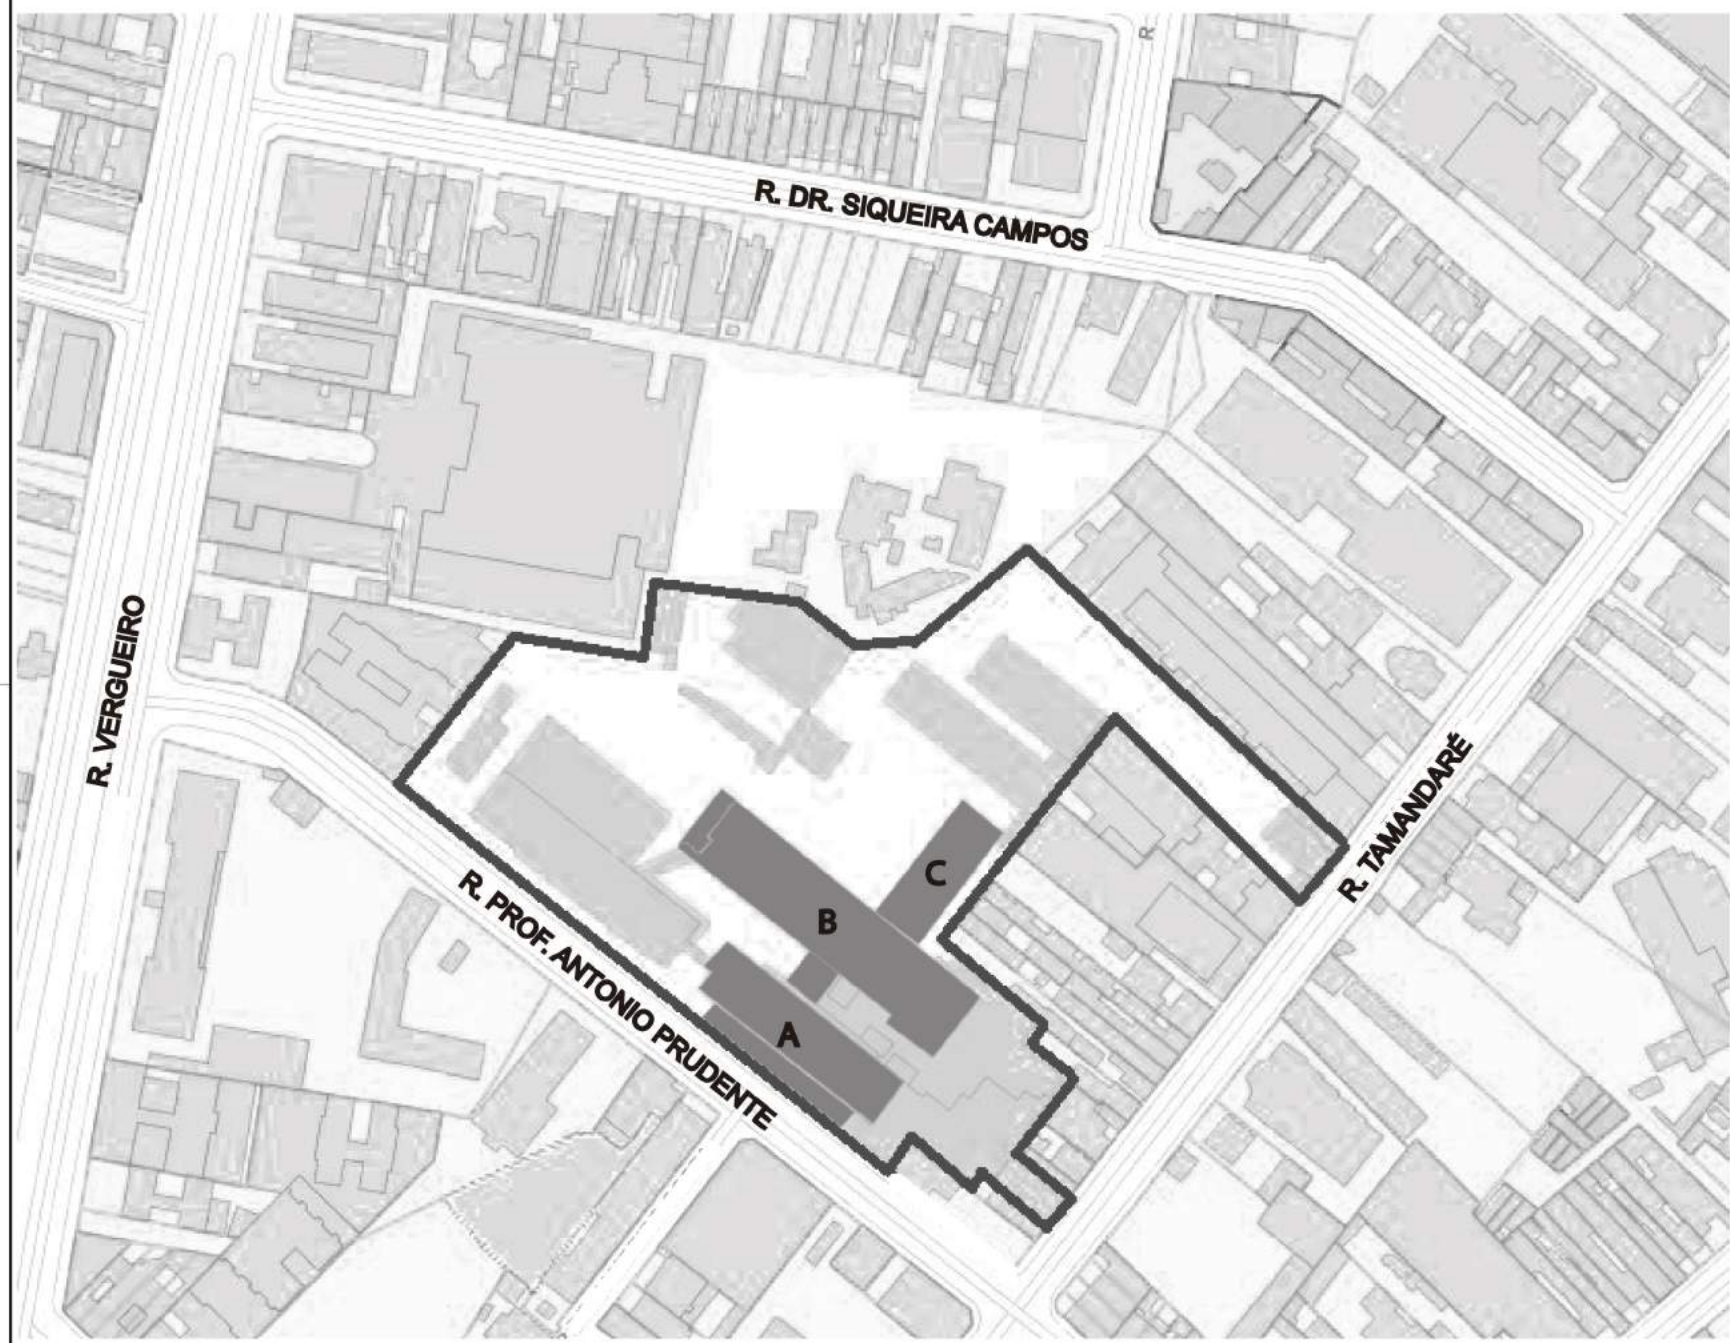 R
R. DR. SIQUEIRA CAMPOS
R. VERGUEIRO
R. TAMANDARÉ
R. PROF. ANTONIO PRUDENTE
C
B
A